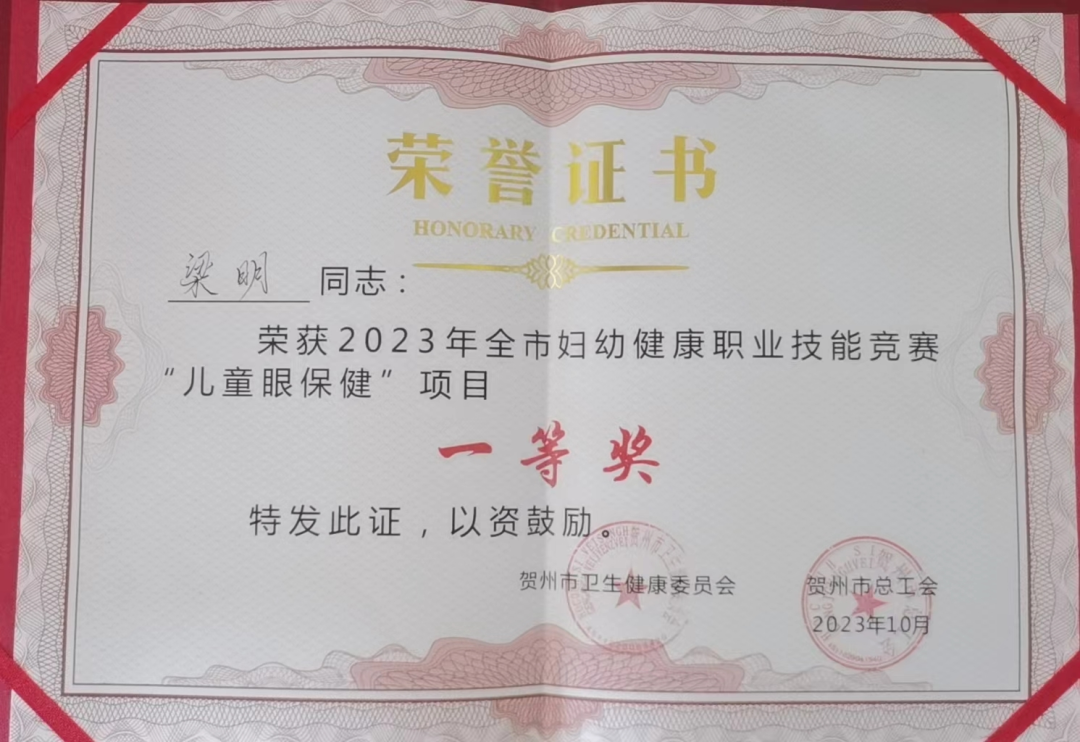 荣誉证书
HONORARY CREDENTIAL
梁明 同志：
荣获2023年全市妇幼健康职业技能竞赛
“儿童眼保健”项目
一等奖
特发此证，以资鼓励。
贺州市卫生健康委员会 贺州市总工会
2023年10月